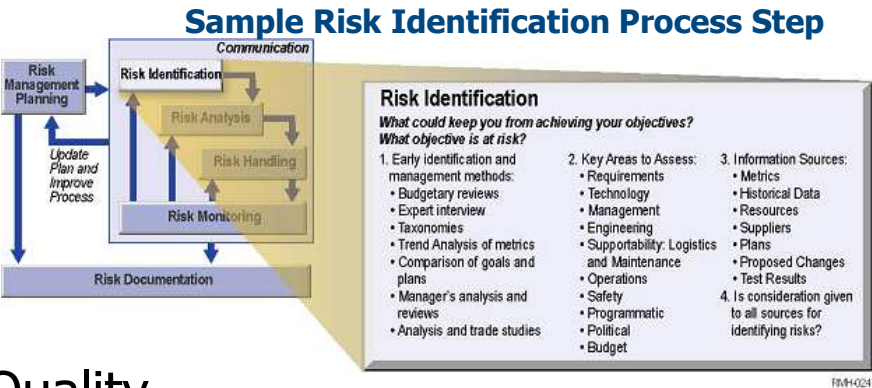 Sample Risk Identification Process Step
Communication
Risk
Management
Planning
Risk Identification
Risk Analysis
Risk Handling
Risk Monitoring
Update
Plan and
Improve
Process
Risk Documentation
Risk Identification
What could keep you from achieving your objectives?
What objective is at risk?
1. Early identification and
management methods:
• Budgetary reviews
• Expert interview
• Taxonomies
• Trend Analysis of metrics
• Comparison of goals and
plans
• Manager's analysis and
reviews
• Analysis and trade studies
2. Key Areas to Assess:
• Requirements
• Technology
• Management
• Engineering
• Supportability: Logistics
and Maintenance
• Operations
• Safety
• Programmatic
• Political
• Budget
3. Information Sources:
• Metrics
• Historical Data
• Resources
• Suppliers
• Plans
• Proposed Changes
• Test Results
4. Is consideration given
to all sources for
identifying risks?
RMH-024
Quality